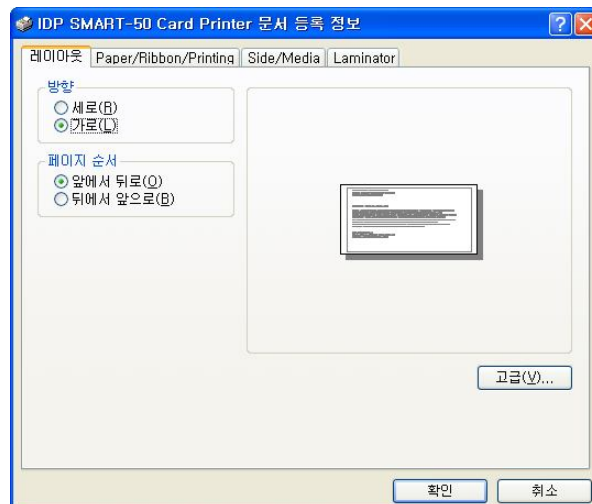 IDP SMART-50 Card Printer 문서 등록 정보
레이아웃 Paper/Ribbon/Printing Side/Media Laminator
방향
세로(R)
가로(L)
페이지 순서
앞에서 뒤로(O)
뒤에서 앞으로(B)
고급(V)...
확인 취소